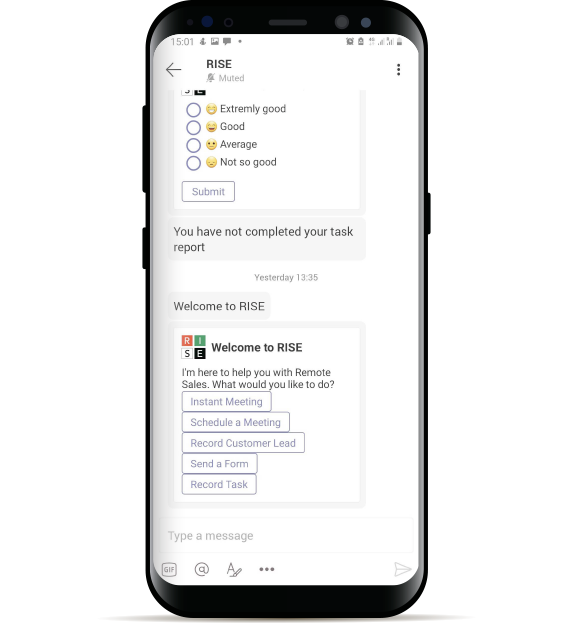 15:01
RISE
Muted
S E
Extremly good
Good
Average
Not so good
Submit
You have not completed your task
report
Yesterday 13:35
Welcome to RISE
R I
S E
Welcome to RISE
I'm here to help you with Remote
Sales. What would you like to do?
Instant Meeting
Schedule a Meeting
Record Customer Lead
Send a Form
Record Task
Type a message
GIF